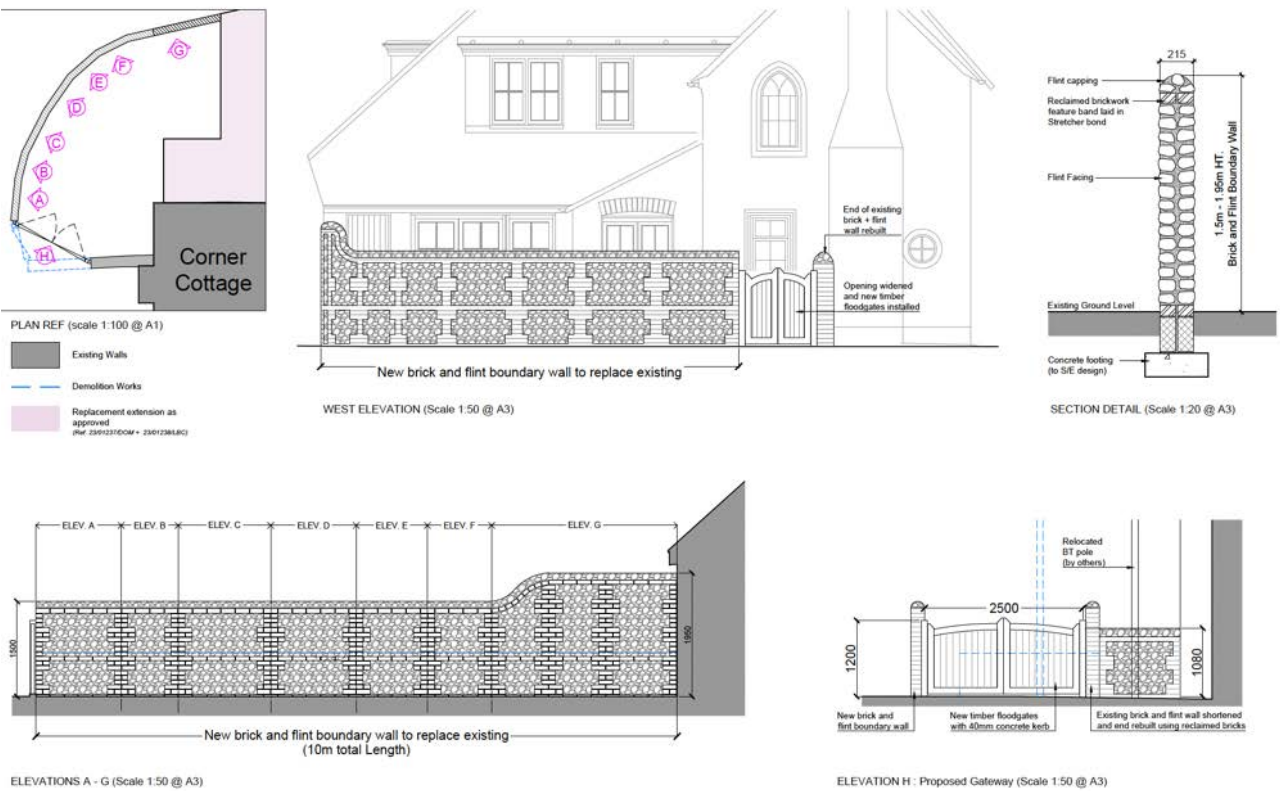 A
B
C
D
E
F
G
H
Corner
Cottage
PLAN REF (scale 1:100 @ A1)
Existing Walls
Demolition Works
Replacement extension as
approved
(Ref. 23/01237/DOM + 23/01238/LBC)
End of existing
brick + flint
wall rebuilt
Opening widened
and new timber
floodgates installed
New brick and flint boundary wall to replace existing
WEST ELEVATION (Scale 1:50 @ A3)
215
Flint capping
Reclaimed brickwork
feature band laid in
Stretcher bond
Flint Facing
1.5m - 1.95m HT.
Brick and Flint Boundary Wall
Existing Ground Level
Concrete footing
(to S/E design)
SECTION DETAIL (Scale 1:20 @ A3)
ELEV. A
ELEV. B
ELEV. C
ELEV. D
ELEV. E
ELEV. F
ELEV. G
1500
1950
New brick and flint boundary wall to replace existing
(10m total Length)
ELEVATIONS A - G (Scale 1:50 @ A3)
Relocated
BT pole
(by others)
2500
1200
1080
New brick and
flint boundary wall
New timber floodgates
with 40mm concrete kerb
Existing brick and flint wall shortened
and end rebuilt using reclaimed bricks
ELEVATION H : Proposed Gateway (Scale 1:50 @ A3)